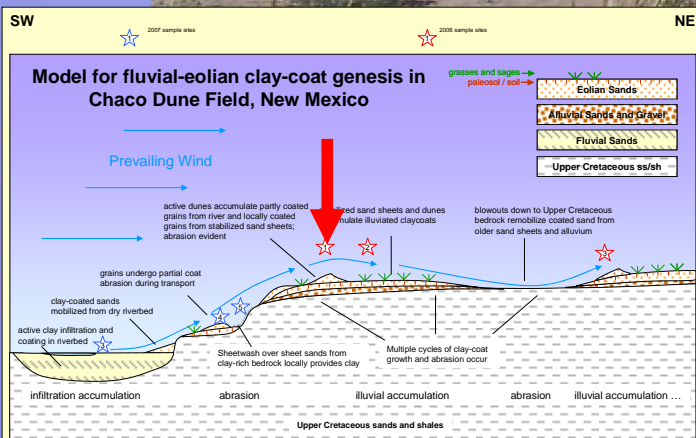 SW
NE
2007 sample sites
2006 sample sites
Model for fluvial-eolian clay-coat genesis in
Chaco Dune Field, New Mexico
grasses and sages
paleosol / soil
Eolian Sands
Alluvial Sands and Gravel
Fluvial Sands
Upper Cretaceous ss/sh
Prevailing Wind
active dunes accumulate partly coated
grains from river and locally coated
grains from stabilized sand sheets;
abrasion evident
sand sheets and dunes
illuviated claycoats
blowouts down to Upper Cretaceous
bedrock remobilize coated sand from
older sand sheets and alluvium
grains undergo partial coat
abrasion during transport
clay-coated sands
mobilized from dry riverbed
active clay infiltration and
coating in riverbed
1
2
3
3
4
5
Sheetwash over sheet sands from
clay-rich bedrock locally provides clay
Multiple cycles of clay-coat
growth and abrasion occur
infiltration accumulation
abrasion
illuvial accumulation
abrasion
illuvial accumulation ...
Upper Cretaceous sands and shales